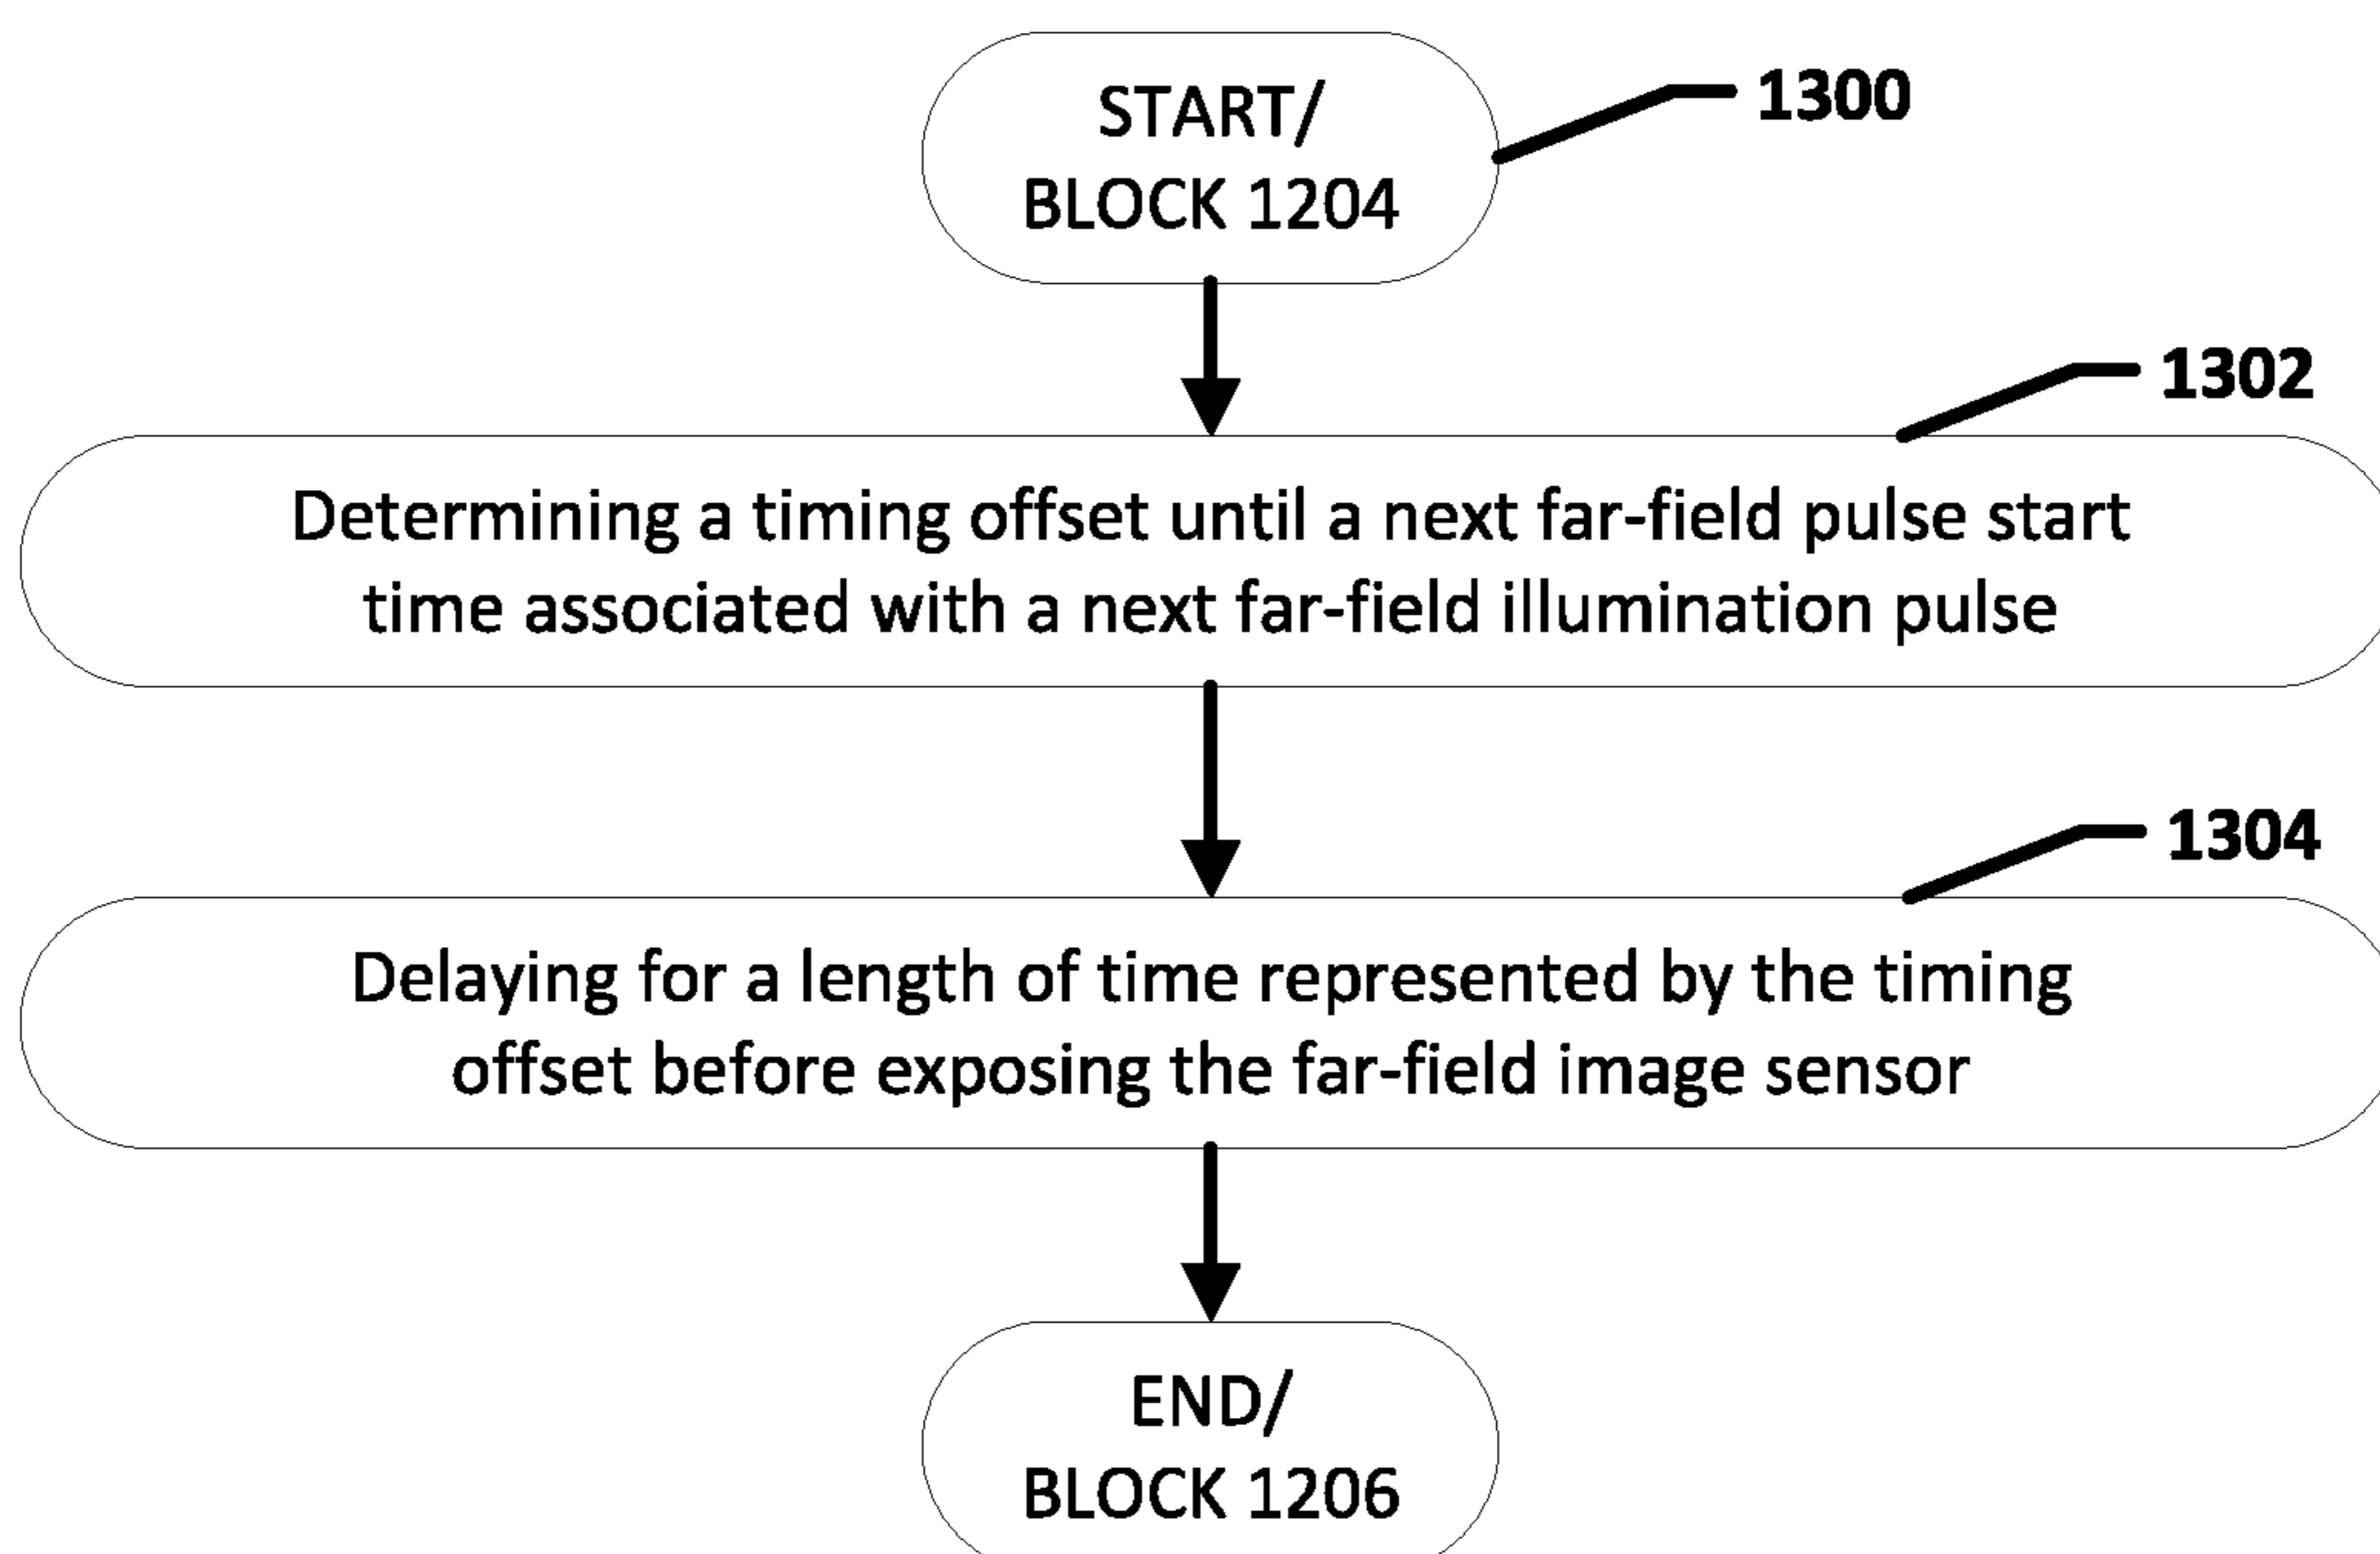 START/
BLOCK 1204
1300
1302
Determining a timing offset until a next far-field pulse start
time associated with a next far-field illumination pulse
1304
Delaying for a length of time represented by the timing
offset before exposing the far-field image sensor
END/
BLOCK 1206